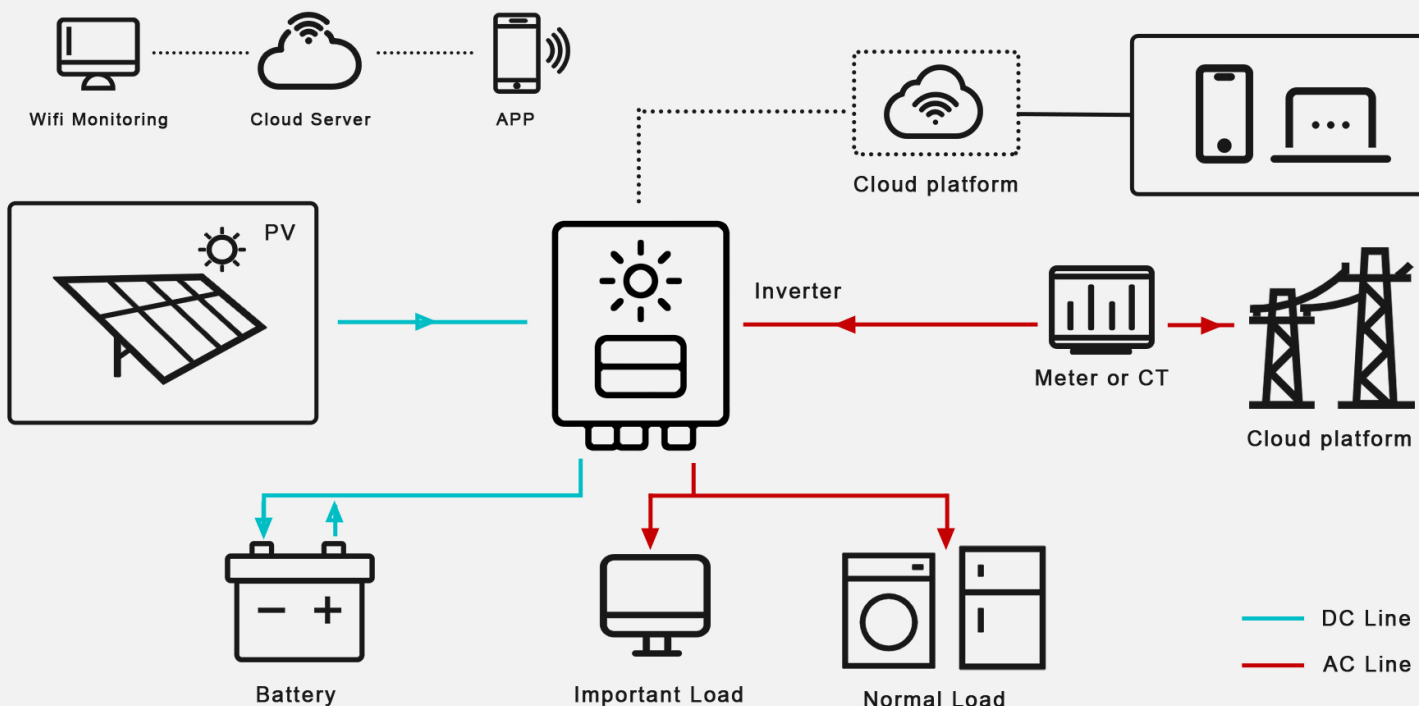 Wifi Monitoring
Cloud Server
APP
Cloud platform
PV
Inverter
Meter or CT
Cloud platform
Battery
Important Load
Normal Load
DC Line
AC Line